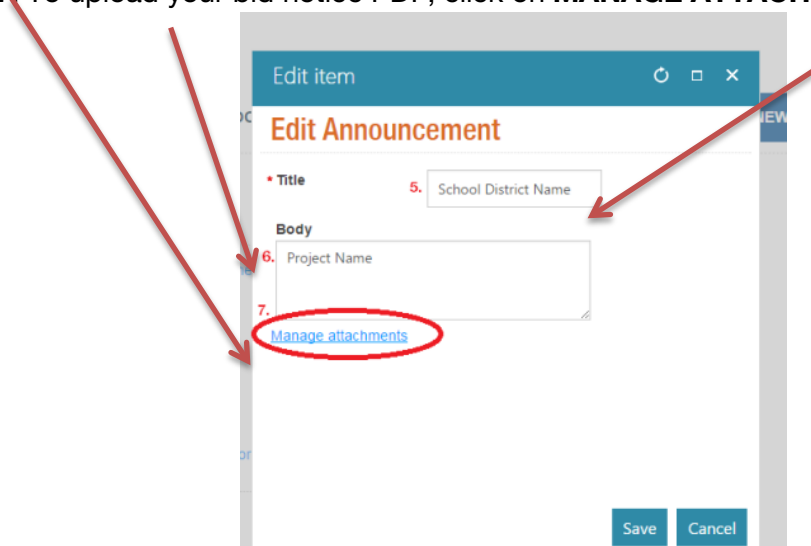 To upload your bid notice PDF, click on MANAGE ATTACH
Edit item
Edit Announcement
* Title
5. School District Name
Body
6. Project Name
7.
Manage attachments
Save Cancel